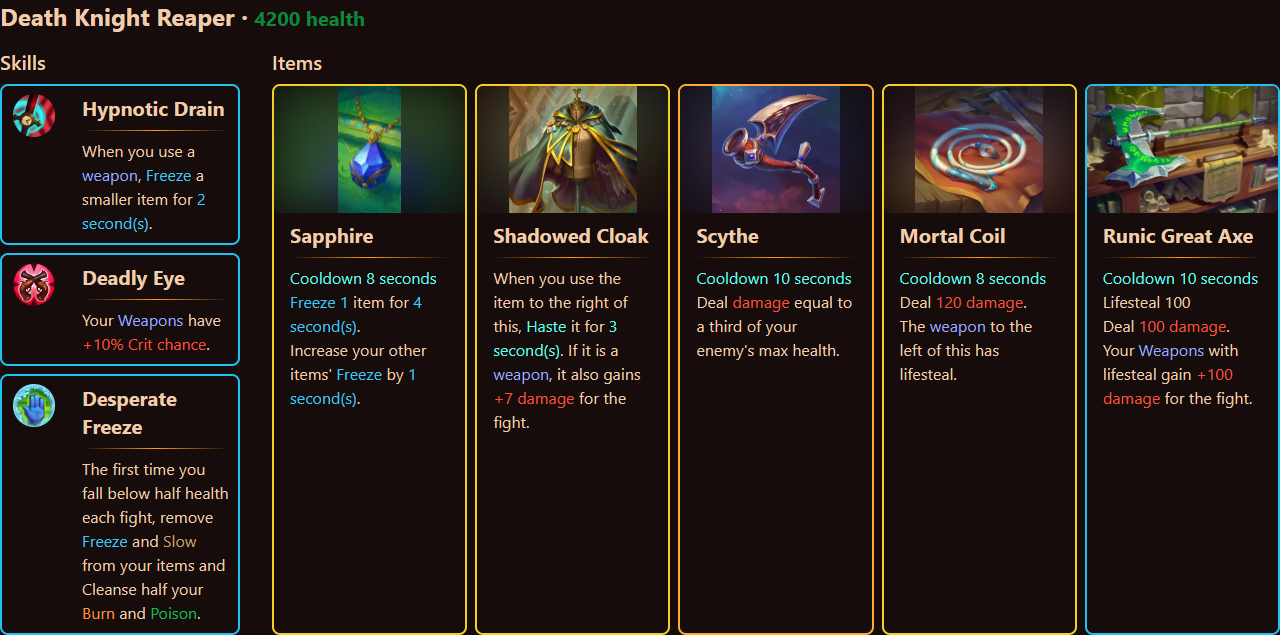 Death Knight Reaper · 4200 health
Skills
Hypnotic Drain
When you use a
weapon, Freeze a
smaller item for 2
second(s).
Deadly Eye
Your Weapons have
+10% Crit chance.
Desperate
Freeze
The first time you
fall below half health
each fight, remove
Freeze and Slow
from your items and
Cleanse half your
Burn and Poison.
Items
Sapphire
Cooldown 8 seconds
Freeze 1 item for 4
second(s).
Increase your other
items' Freeze by 1
second(s).
Shadowed Cloak
When you use the
item to the right of
this, Haste it for 3
second(s). If it is a
weapon, it also gains
+7 damage for the
fight.
Scythe
Cooldown 10 seconds
Deal damage equal to
a third of your
enemy's max health.
Mortal Coil
Cooldown 8 seconds
Deal 120 damage.
The weapon to the
left of this has
lifesteal.
Runic Great Axe
Cooldown 10 seconds
Lifesteal 100
Deal 100 damage.
Your Weapons with
lifesteal gain +100
damage for the fight.